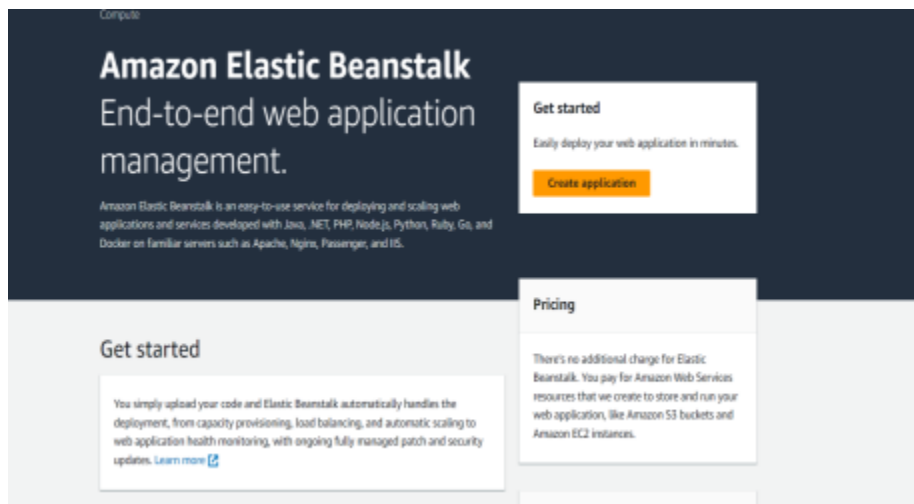 Compute
Amazon Elastic Beanstalk
End-to-end web application
management.
Amazon Elastic Beanstalk is an easy-to-use service for deploying and scaling web
applications and services developed with Java, .NET, PHP, Node.js, Python, Ruby, Go, and
Docker on familiar servers such as Apache, Nginx, Passenger, and IIS.
Get started
Easily deploy your web application in minutes.
Create application
Pricing
There's no additional charge for Elastic
Beanstalk. You pay for Amazon Web Services
resources that we create to store and run your
web application, like Amazon S3 buckets and
Amazon EC2 instances.
Get started
You simply upload your code and Elastic Beanstalk automatically handles the
deployment, from capacity provisioning, load balancing, and automatic scaling to
web application health monitoring, with ongoing fully managed patch and security
updates. Learn more